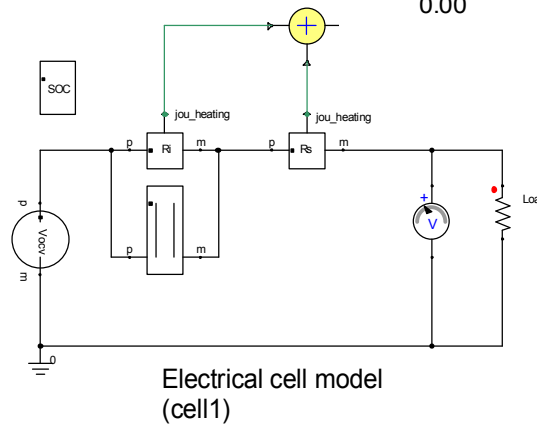 0.00
+
SOC
jou_heating
jou_heating
p
Ri
m
p
Rs
m
p
m
p
Vocv
m
+
V
Loa
0
Electrical cell model
(cell1)